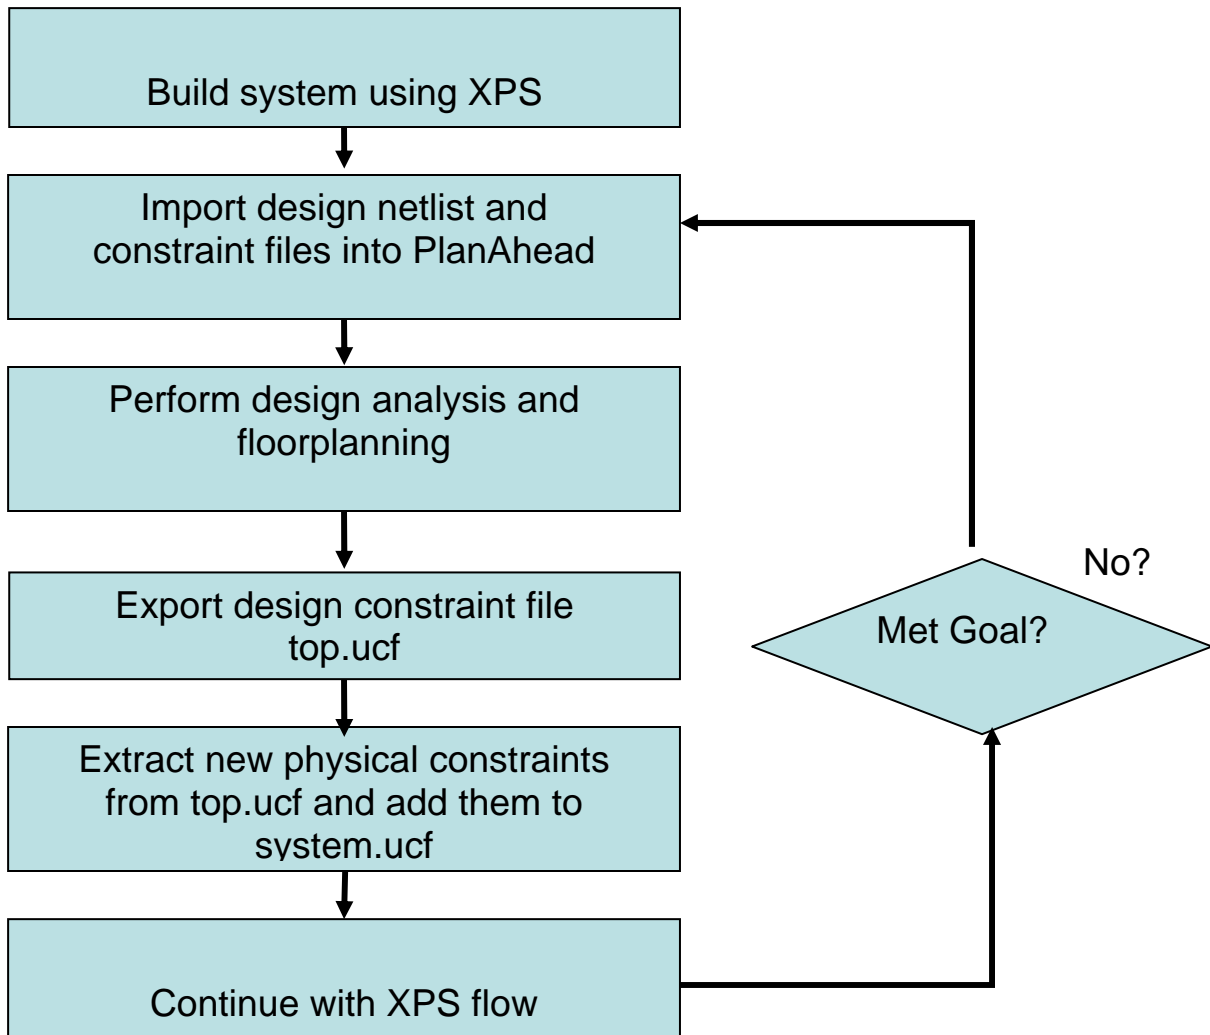 Build system using XPS
Import design netlist and
constraint files into PlanAhead
Perform design analysis and
floorplanning
Export design constraint file
top.ucf
Extract new physical constraints
from top.ucf and add them to
system.ucf
Continue with XPS flow
No?
Met Goal?